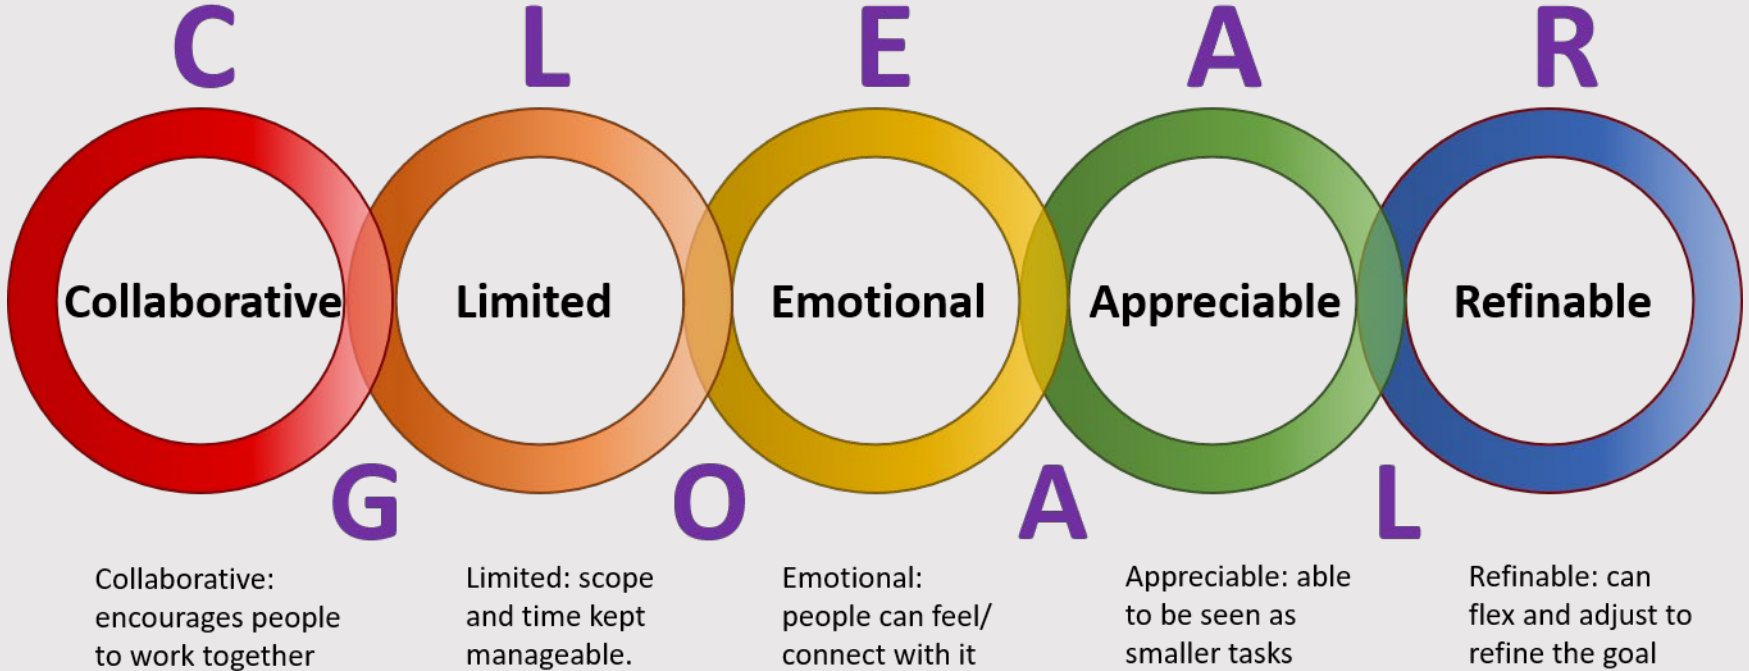 C L E A R
Collaborative Limited Emotional Appreciable Refinable
G O A L
Collaborative:
encourages people
to work together
Limited: scope
and time kept
manageable.
Emotional:
people can feel/
connect with it
Appreciable: able
to be seen as
smaller tasks
Refinable: can
flex and adjust to
refine the goal